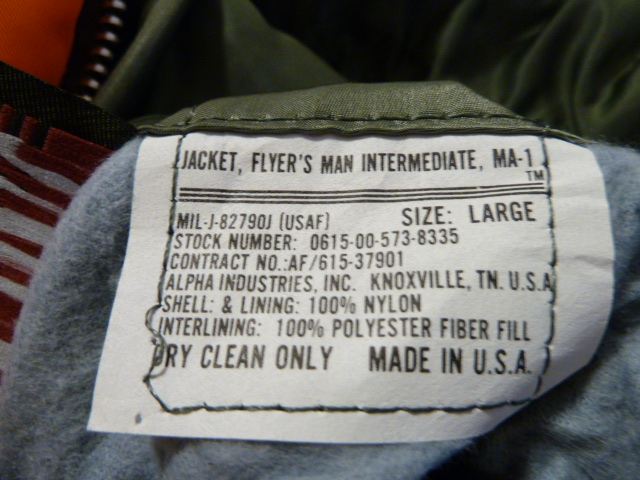 JACKET, FLYER'S MAN INTERMEDIATE, MA-1
TM
MIL-J-82790J (USAF) SIZE: LARGE
STOCK NUMBER: 0615-00-573-8335
CONTRACT NO.:AF/615-37901
ALPHA INDUSTRIES, INC. KNOXVILLE, TN. U.S.A
SHELL: & LINING: 100% NYLON
INTERLINING: 100% POLYESTER FIBER FILL
DRY CLEAN ONLY MADE IN U.S.A.